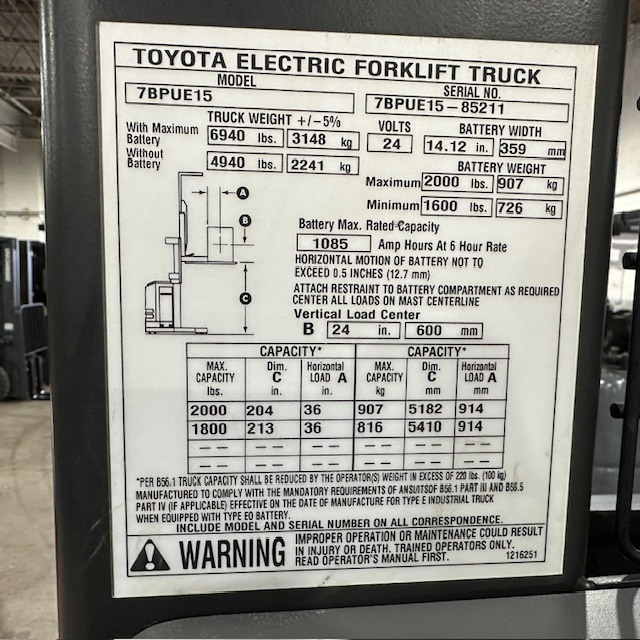 TOYOTA ELECTRIC FORKLIFT TRUCK
MODEL SERIAL NO.
7BPUE15 7BPUE15-85211
TRUCK WEIGHT +/-5% VOLTS BATTERY WIDTH
With Maximum Battery 6940 lbs. 3148 kg 24 14.12 in. 359 mm
Without Battery 4940 lbs. 2241 kg BATTERY WEIGHT
Maximum 2000 lbs. 907 kg
Minimum 1600 lbs. 726 kg
A
B
C
Battery Max. Rated Capacity
1085 Amp Hours At 6 Hour Rate
HORIZONTAL MOTION OF BATTERY NOT TO
EXCEED 0.5 INCHES (12.7 mm)
ATTACH RESTRAINT TO BATTERY COMPARTMENT AS REQUIRED
CENTER ALL LOADS ON MAST CENTERLINE
Vertical Load Center
B 24 in. 600 mm
CAPACITY* CAPACITY*
MAX. CAPACITY lbs. Dim. C in. Horizontal LOAD A in. MAX. CAPACITY kg Dim. C mm Horizontal LOAD A mm
2000 204 36 907 5182 914
1800 213 36 816 5410 914
-- -- -- -- -- --
-- -- -- -- -- --
*PER B56.1 TRUCK CAPACITY SHALL BE REDUCED BY THE OPERATOR(S) WEIGHT IN EXCESS OF 220 lbs. (100 kg)
MANUFACTURED TO COMPLY WITH THE MANDATORY REQUIREMENTS OF ANSI/ITSDF B56.1 PART III AND B56.5
PART IV (IF APPLICABLE) EFFECTIVE ON THE DATE OF MANUFACTURE FOR TYPE E INDUSTRIAL TRUCK
WHEN EQUIPPED WITH TYPE EO BATTERY.
INCLUDE MODEL AND SERIAL NUMBER ON ALL CORRESPONDENCE.
WARNING IMPROPER OPERATION OR MAINTENANCE COULD RESULT
IN INJURY OR DEATH. TRAINED OPERATORS ONLY.
READ OPERATOR'S MANUAL FIRST. 1216251